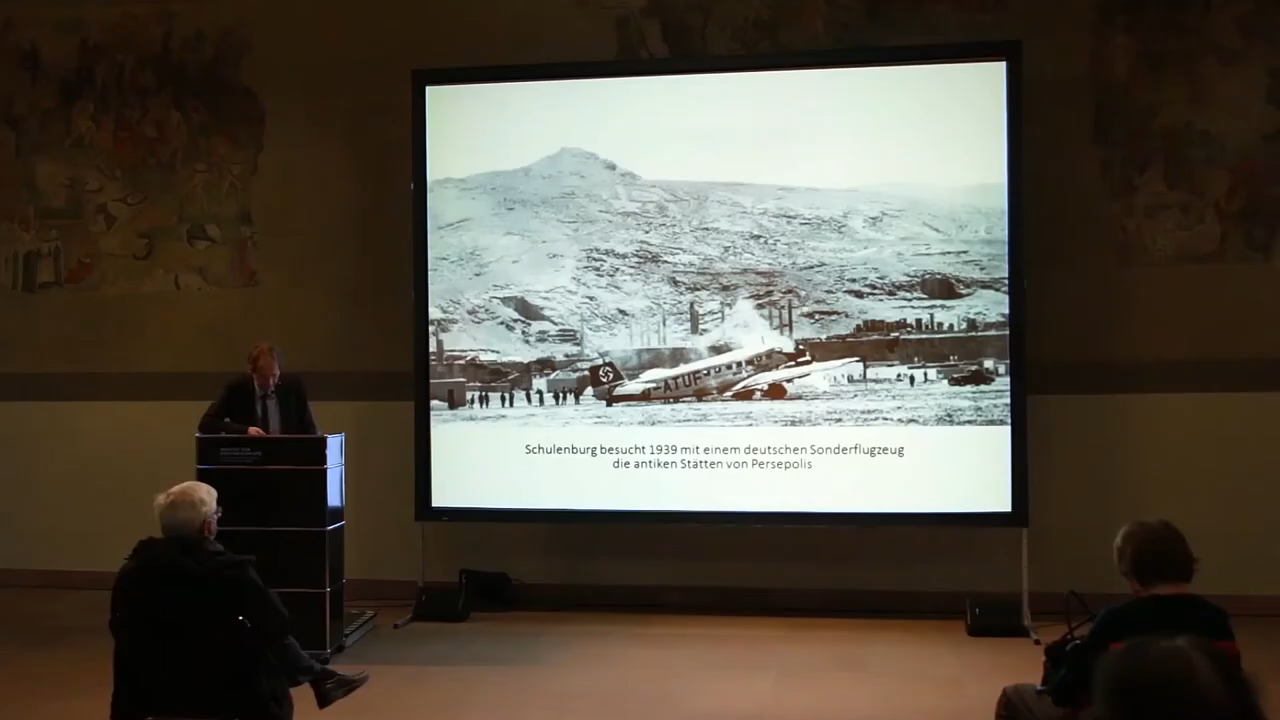 -ATUF
Schulenburg besucht 1939 mit einem deutschen Sonderflugzeug
die antiken Stätten von Persepolis